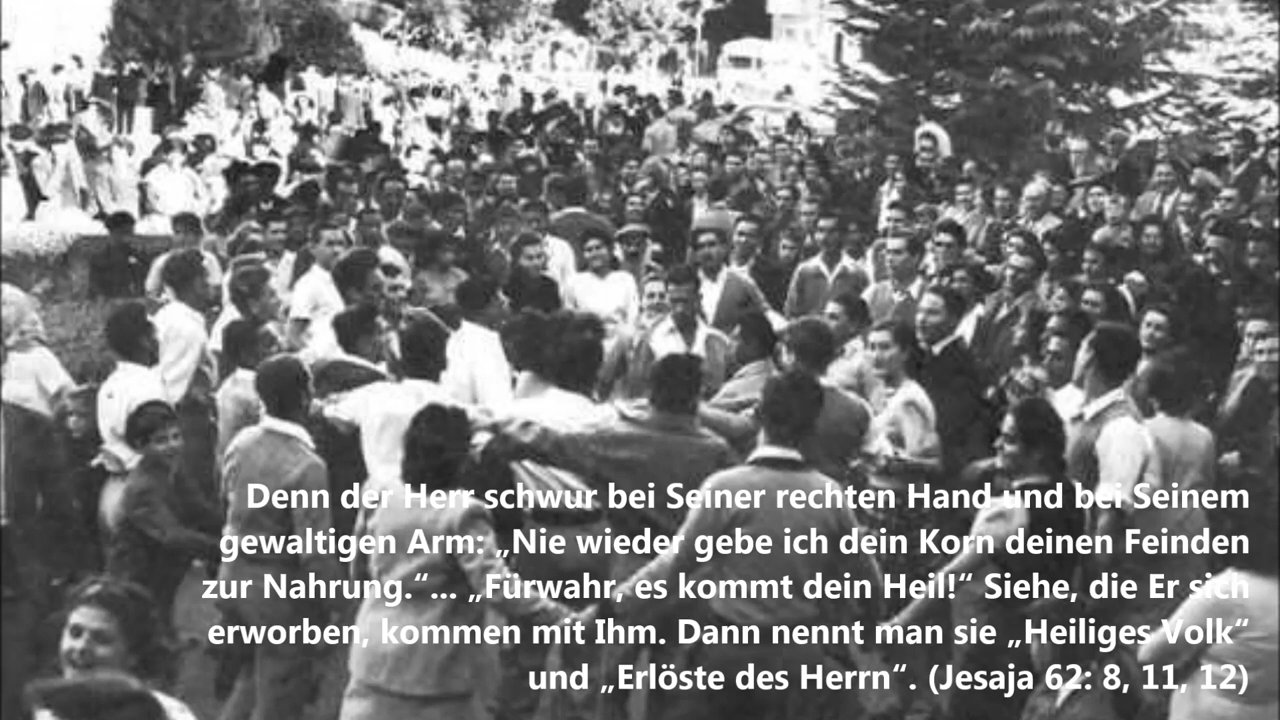 Denn der Herr schwur bei Seiner rechten Hand und bei Seinem
gewaltigen Arm: „Nie wieder gebe ich dein Korn deinen Feinden
zur Nahrung.“... „Fürwahr, es kommt dein Heil!“ Siehe, die Er sich
erworben, kommen mit Ihm. Dann nennt man sie „Heiliges Volk“
und „Erlöste des Herrn“. (Jesaja 62: 8, 11, 12)